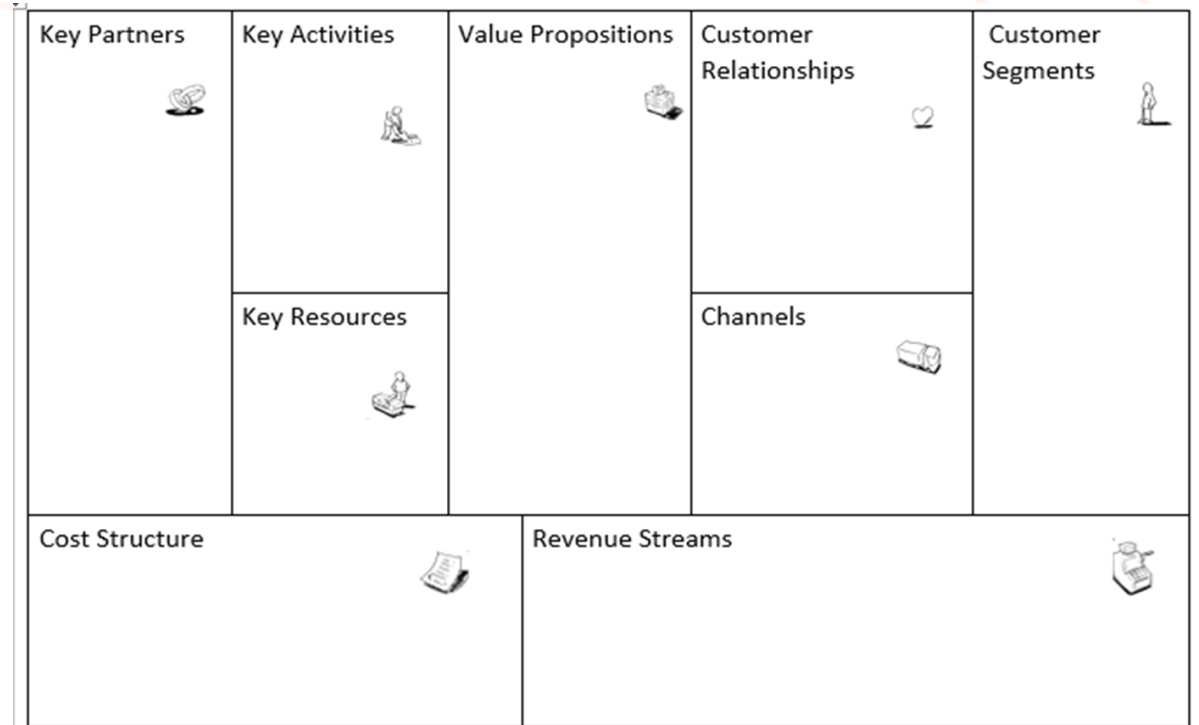 Key Partners
Key Activities
Value Propositions
Customer
Relationships
Customer
Segments
Key Resources
Channels
Cost Structure
Revenue Streams